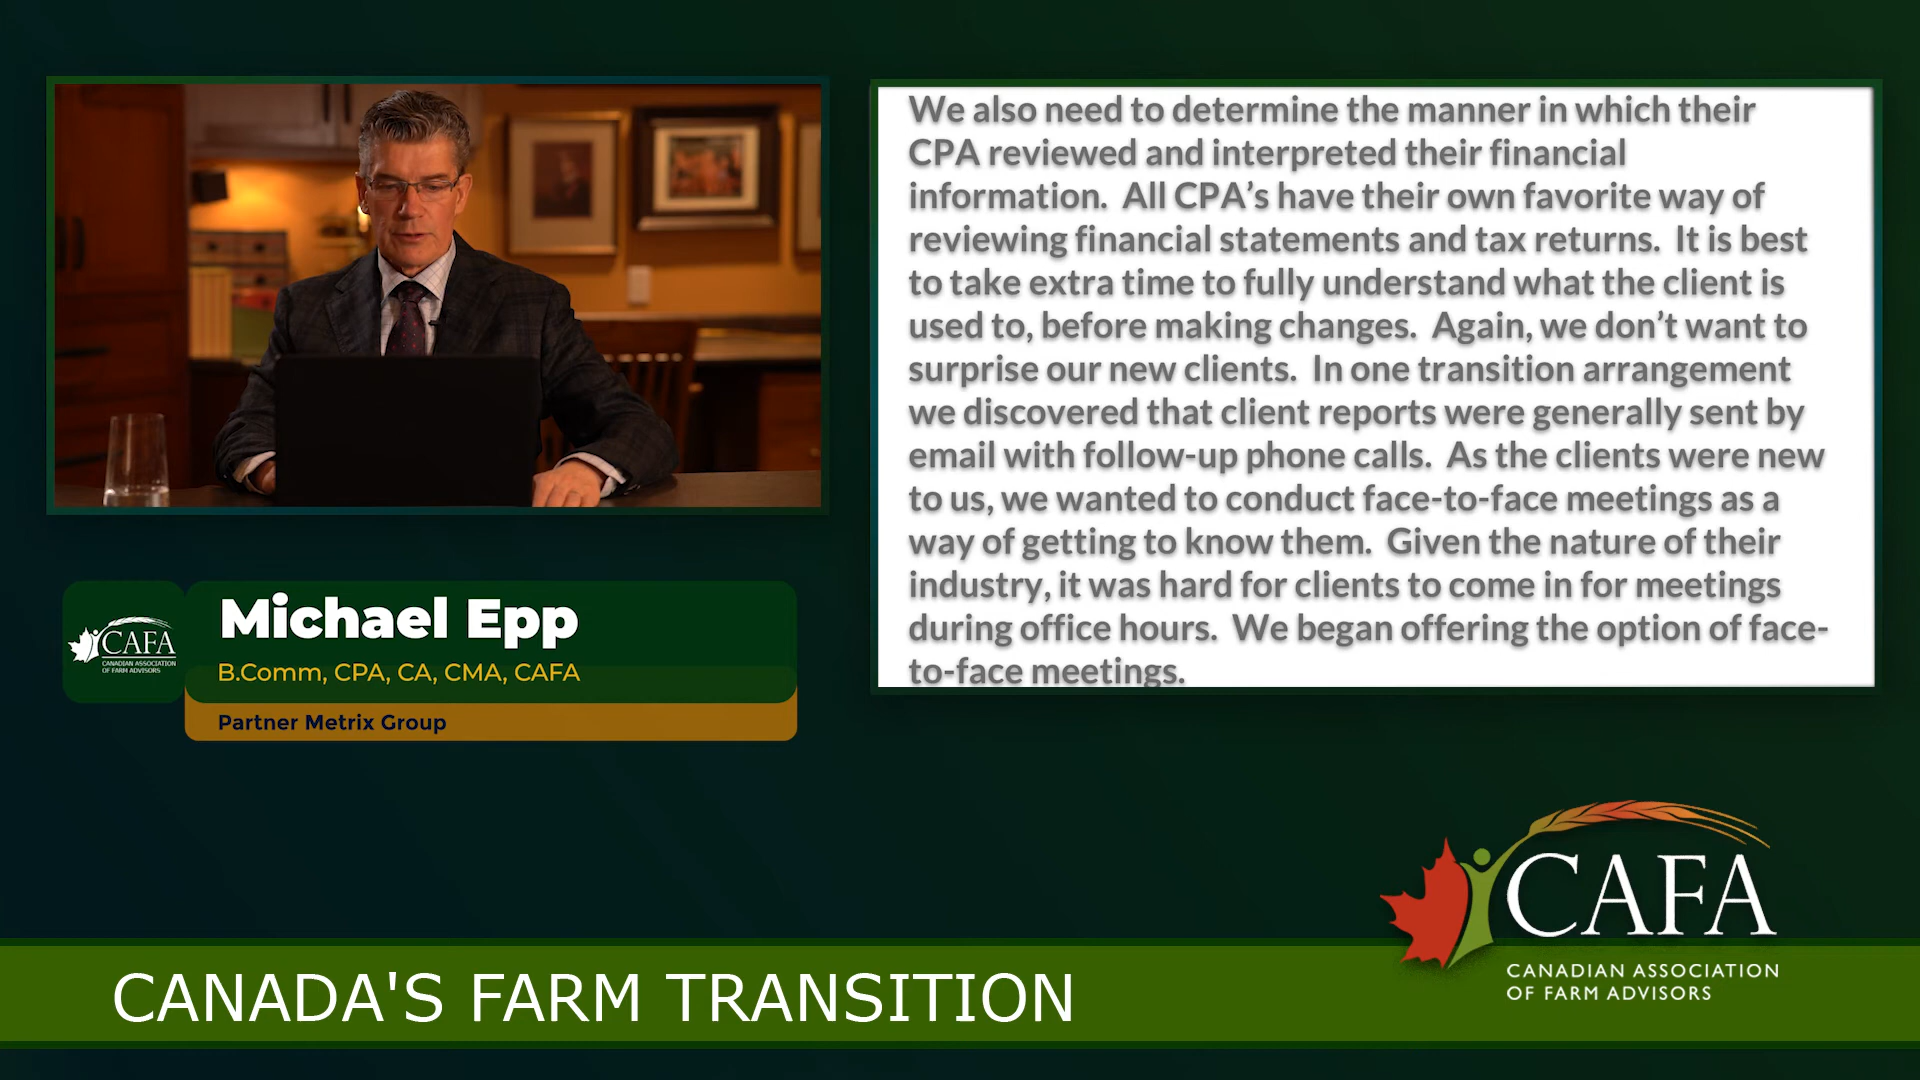 We also need to determine the manner in which their
CPA reviewed and interpreted their financial
information.  All CPA’s have their own favorite way of
reviewing financial statements and tax returns.  It is best
to take extra time to fully understand what the client is
used to, before making changes.  Again, we don’t want to
surprise our new clients.  In one transition arrangement
we discovered that client reports were generally sent by
email with follow-up phone calls.  As the clients were new
to us, we wanted to conduct face-to-face meetings as a
way of getting to know them.  Given the nature of their
industry, it was hard for clients to come in for meetings
during office hours.  We began offering the option of face-
to-face meetings.
CAFA
CANADIAN ASSOCIATION
OF FARM ADVISORS
Michael Epp
B.Comm, CPA, CA, CMA, CAFA
Partner Metrix Group
CAFA
CANADIAN ASSOCIATION
OF FARM ADVISORS
CANADA'S FARM TRANSITION